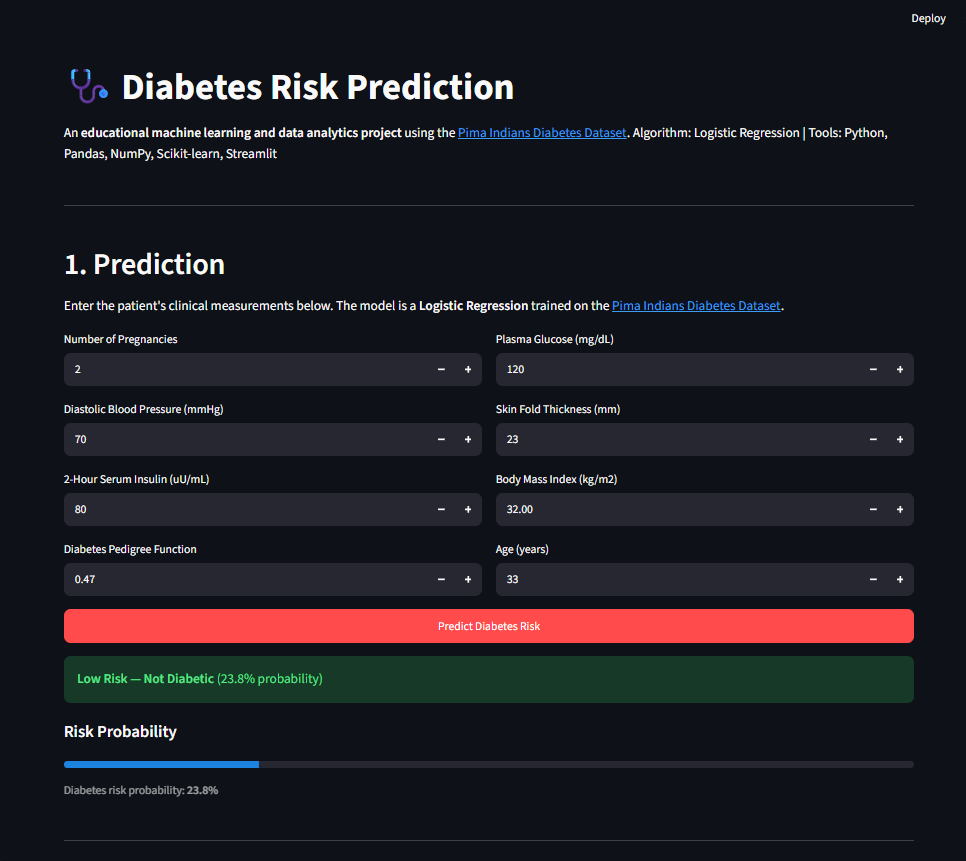 Deploy
Diabetes Risk Prediction
An educational machine learning and data analytics project using the Pima Indians Diabetes Dataset. Algorithm: Logistic Regression | Tools: Python,
Pandas, NumPy, Scikit-learn, Streamlit
1. Prediction
Enter the patient's clinical measurements below. The model is a Logistic Regression trained on the Pima Indians Diabetes Dataset.
Number of Pregnancies
2 − +
Plasma Glucose (mg/dL)
120 − +
Diastolic Blood Pressure (mmHg)
70 − +
Skin Fold Thickness (mm)
23 − +
2-Hour Serum Insulin (uU/mL)
80 − +
Body Mass Index (kg/m2)
32.00 − +
Diabetes Pedigree Function
0.47 − +
Age (years)
33 − +
Predict Diabetes Risk
Low Risk — Not Diabetic (23.8% probability)
Risk Probability
Diabetes risk probability: 23.8%